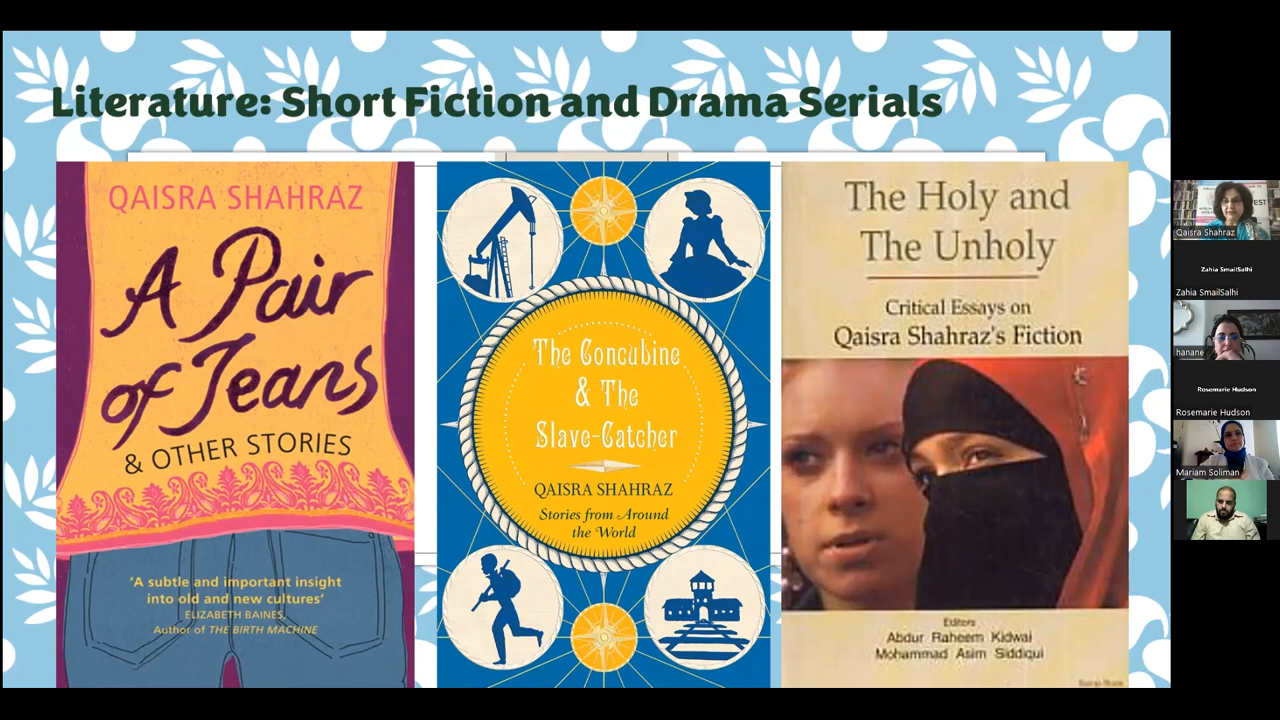 Literature: Short Fiction and Drama Serials
QAISRA SHAHRAZ
A Pair
of Jeans
& OTHER STORIES
'A subtle and important insight
into old and new cultures'
ELIZABETH BAINES,
Author of THE BIRTH MACHINE
The Concubine
& The
Slave-Catcher
QAISRA SHAHRAZ
Stories from Around
the World
The Holy and
The Unholy
Critical Essays on
Qaisra Shahraz's Fiction
Editors
Abdur Raheem Kidwai
Mohammad Asim Siddiqui
EST
Qaisra Shahraz
Zahia SmailSalhi
Zahia SmailSalhi
hanane
Rosemarie Hudson
Rosemarie Hudson
Mariam Soliman